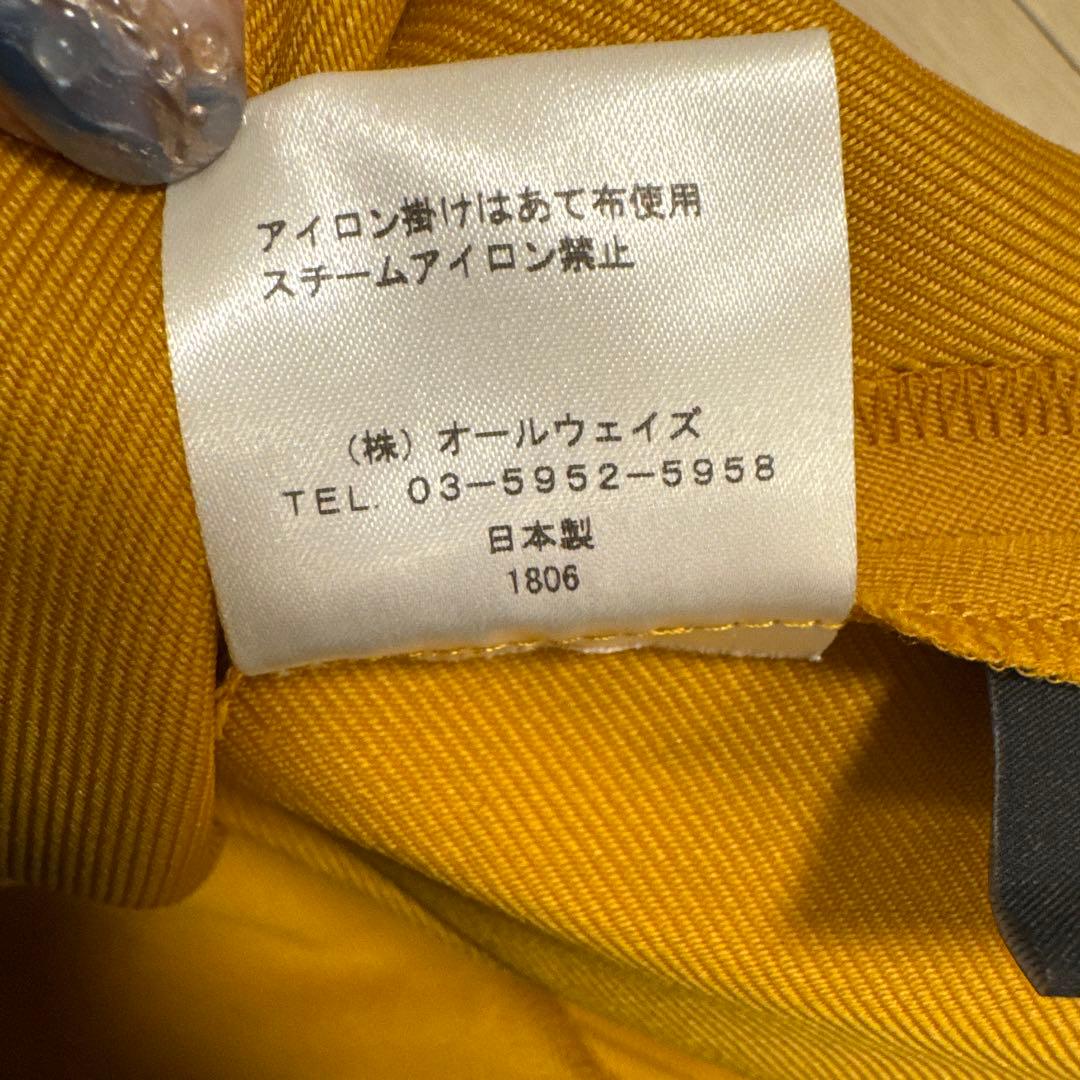 アイロン掛けはあて布使用
スチームアイロン禁止
（株）オールウェイズ
TEL. 03-5952-5958
日本製
1806